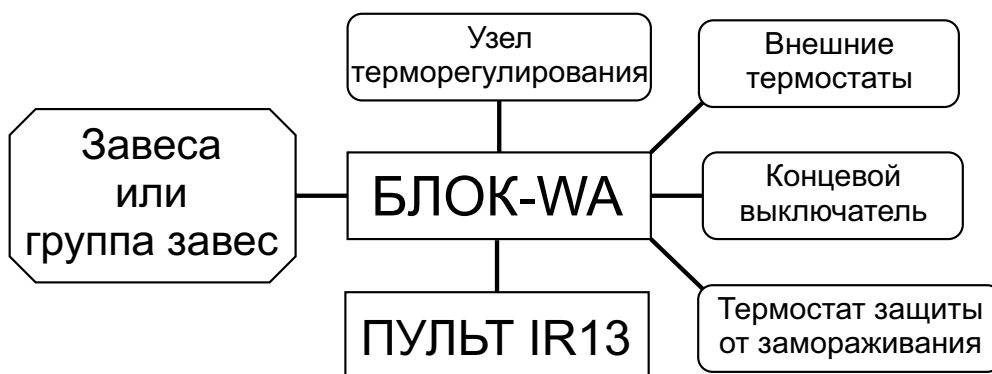 Узел
терморегулирования
Внешние
термостаты
Завеса
или
группа завес
БЛОК-WA
Концевой
выключатель
ПУЛЬТ IR13
Термостат защиты
от замораживания